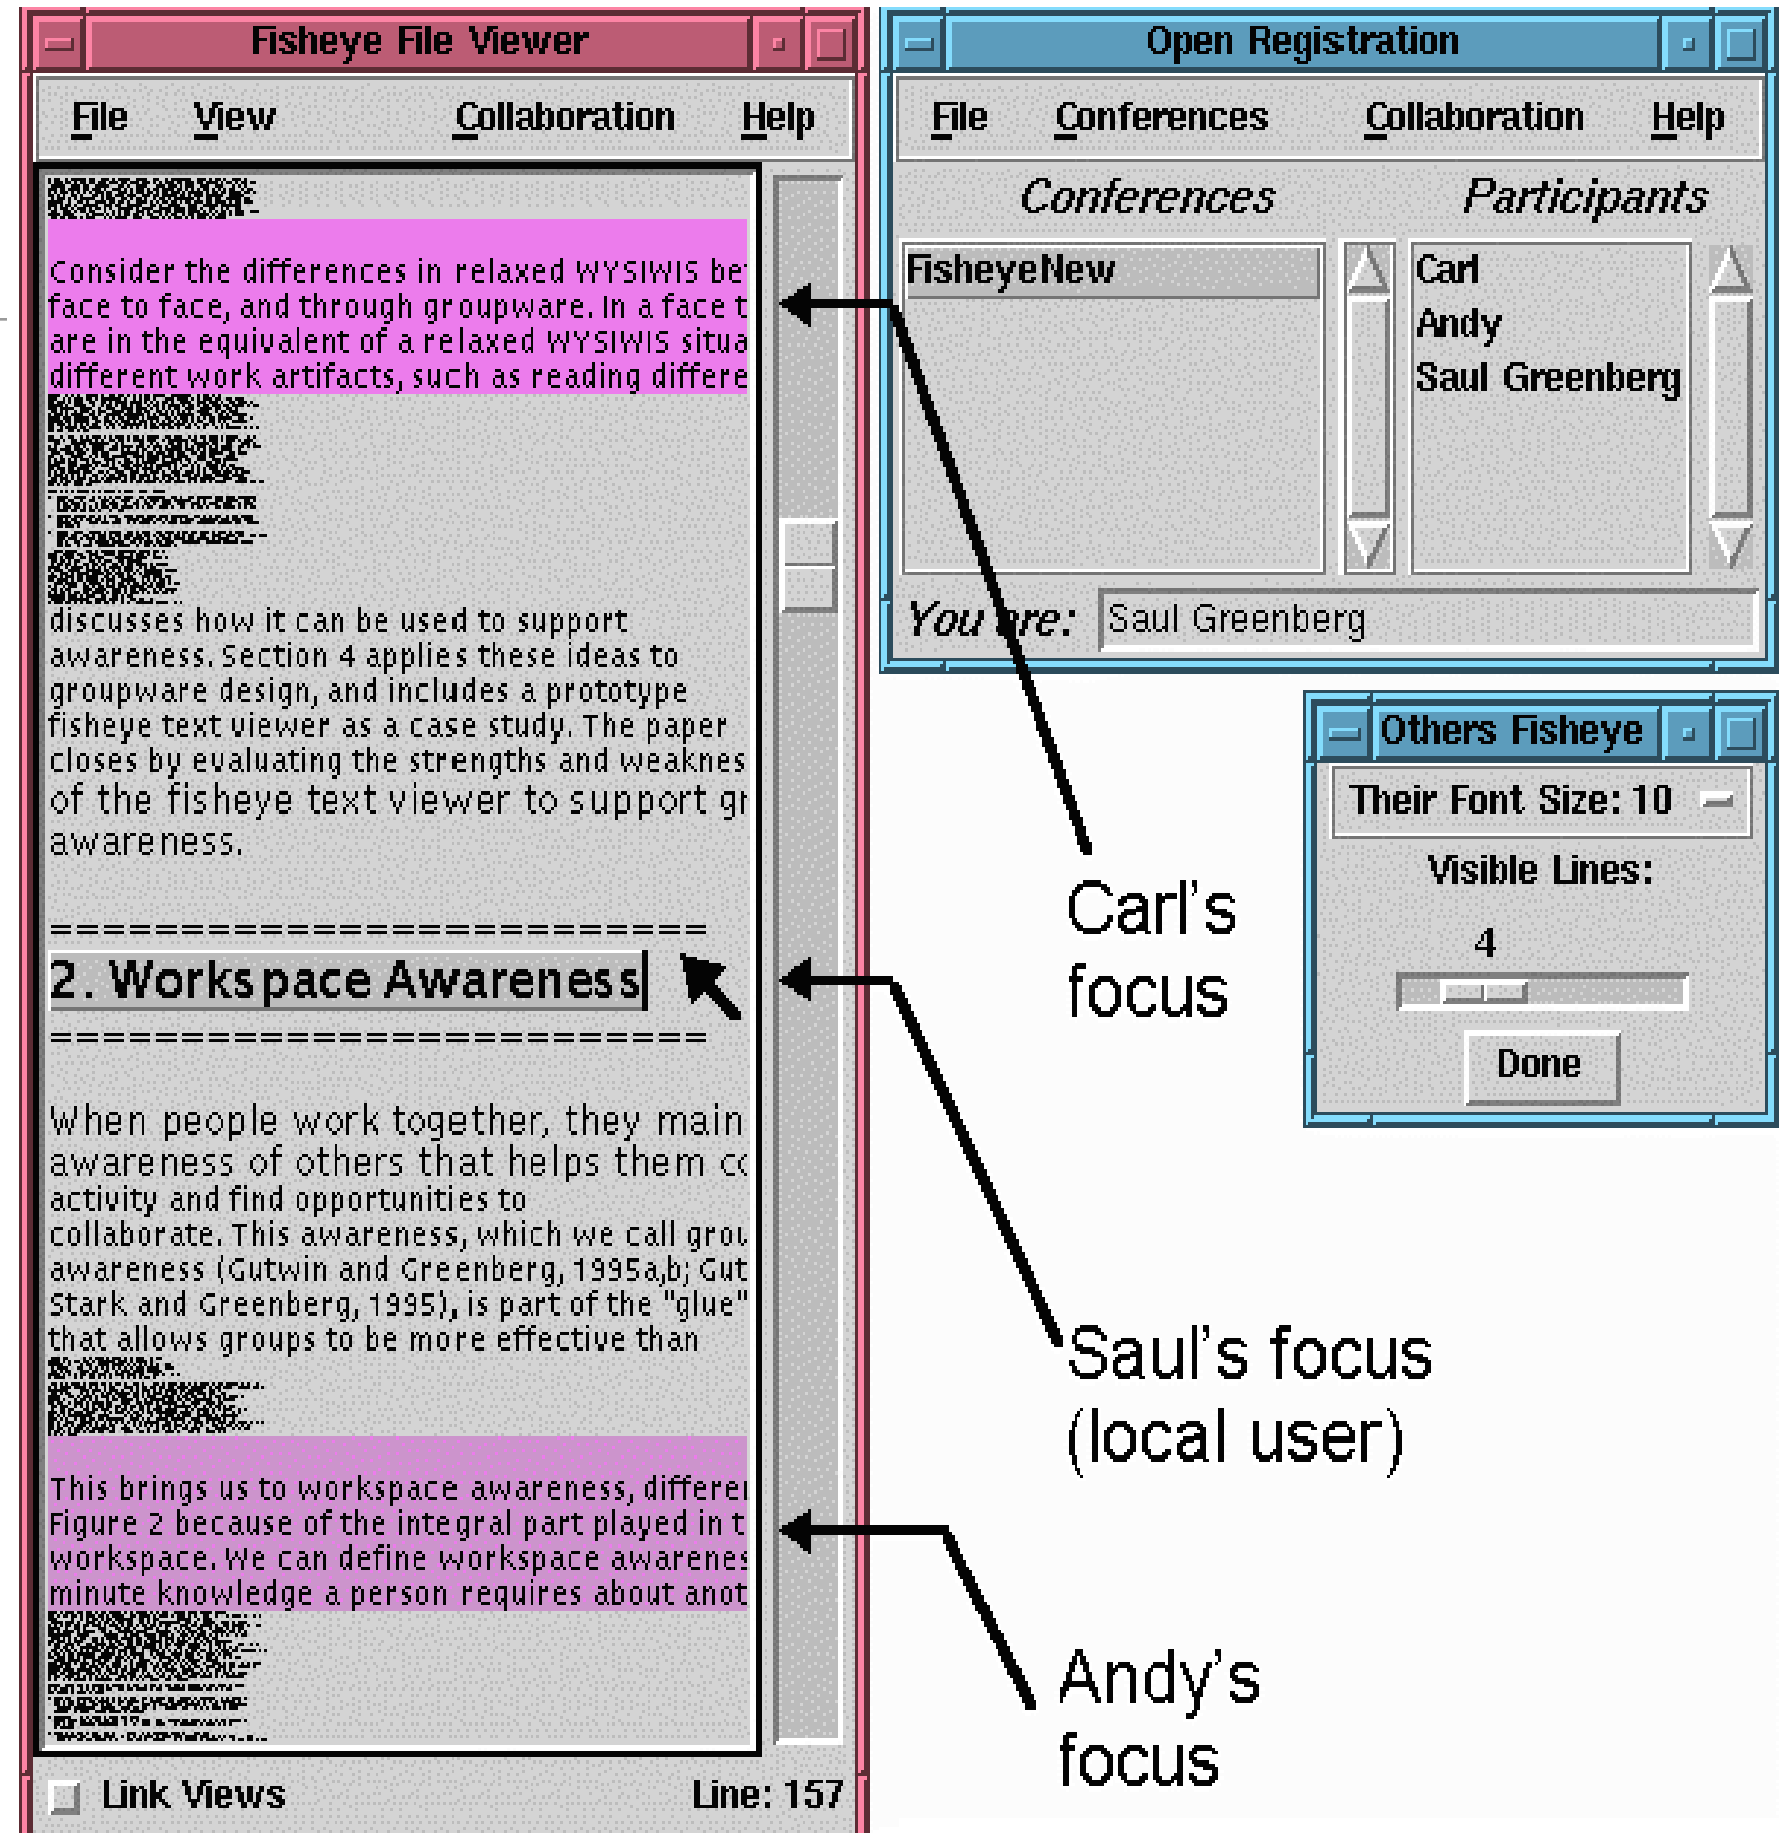 Fisheye File Viewer
File View Collaboration Help
Consider the differences in relaxed WYSIWIS be
face to face, and through groupware. In a face t
are in the equivalent of a relaxed WYSIWIS situa
different work artifacts, such as reading differe
discusses how it can be used to support
awareness. Section 4 applies these ideas to
groupware design, and includes a prototype
fisheye text viewer as a case study. The paper
closes by evaluating the strengths and weaknes
of the fisheye text viewer to support gr
awareness.
=========================
2. Workspace Awareness
=========================
When people work together, they main
awareness of others that helps them co
activity and find opportunities to
collaborate. This awareness, which we call grou
awareness (Gutwin and Greenberg, 1995a,b; Gut
Stark and Greenberg, 1995), is part of the "glue"
that allows groups to be more effective than
This brings us to workspace awareness, differen
Figure 2 because of the integral part played in t
workspace. We can define workspace awarenes
minute knowledge a person requires about anot
Link Views Line: 157
Open Registration
File Conferences Collaboration Help
Conferences Participants
FisheyeNew
Carl
Andy
Saul Greenberg
You are: Saul Greenberg
Others Fisheye
Their Font Size: 10
Visible Lines:
4
Done
Carl's
focus
Saul's focus
(local user)
Andy's
focus